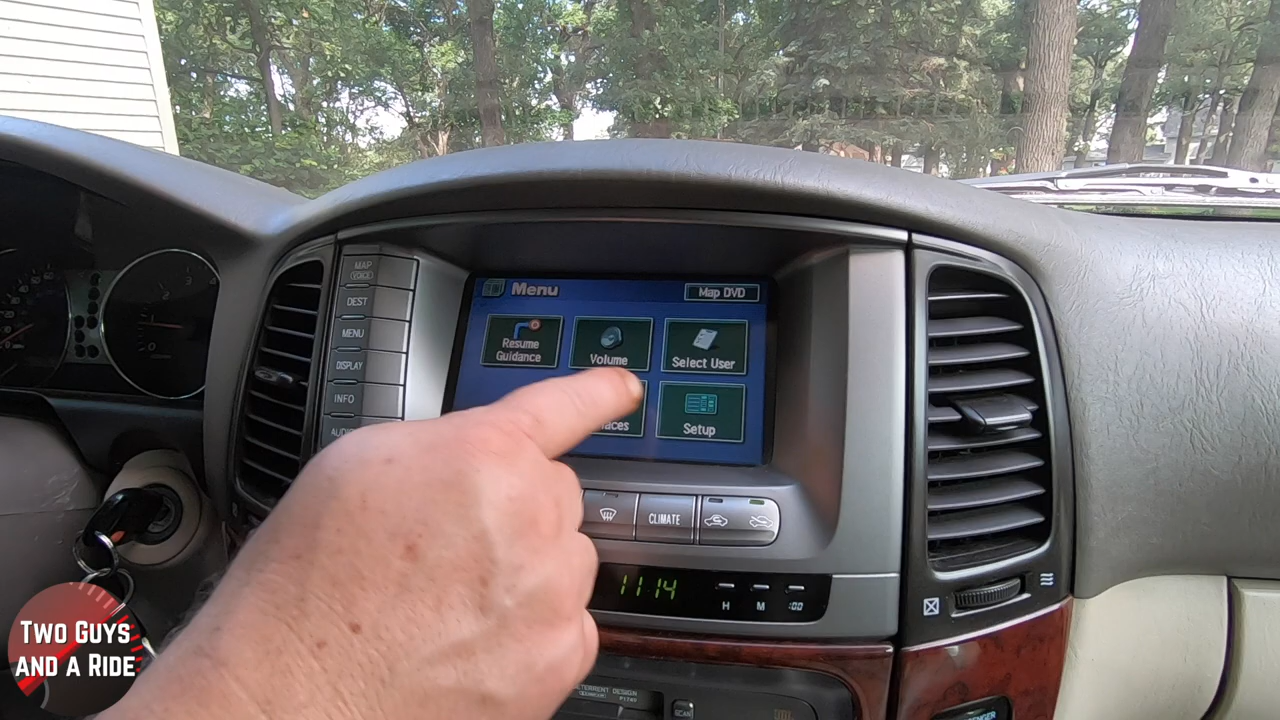 MAP
VOICE
DEST
MENU
DISPLAY
INFO
Menu
Map DVD
Resume
Guidance
Volume
Select User
Setup
CLIMATE
11:14
H
M
:00
SCAN
TWO GUYS
AND A RIDE